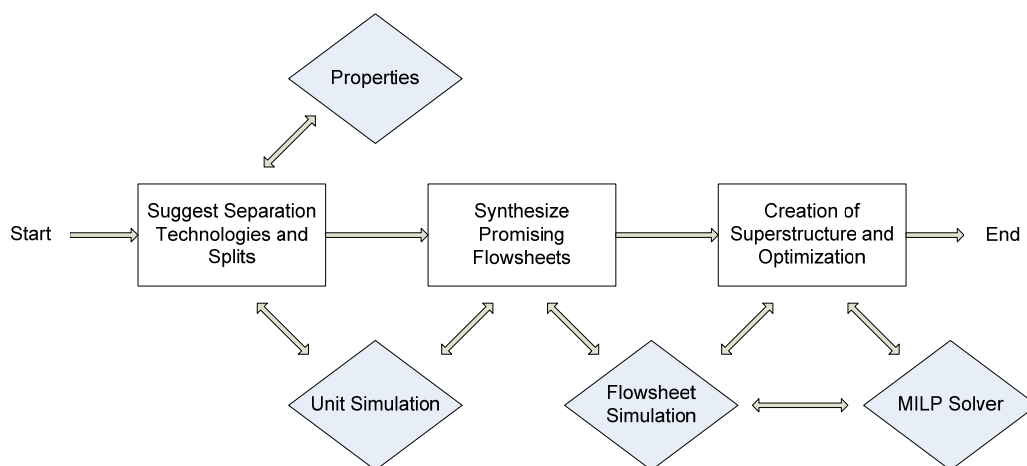 Properties
Start
Suggest Separation
Technologies and
Splits
Synthesize
Promising
Flowsheets
Creation of
Superstructure and
Optimization
End
Unit Simulation
Flowsheet
Simulation
MILP Solver